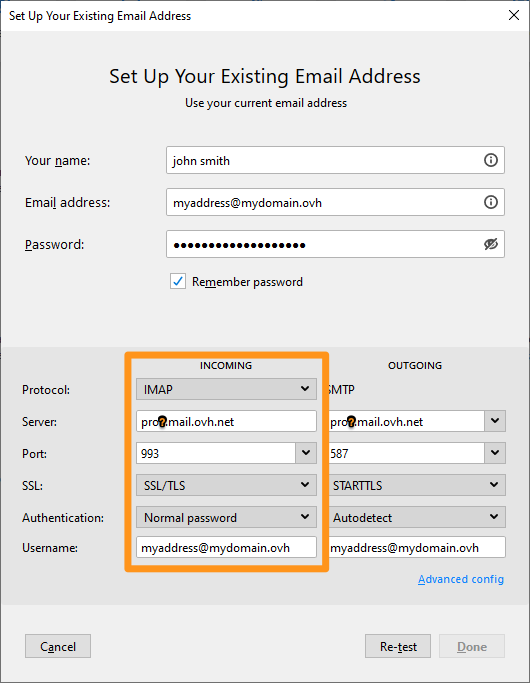 Set Up Your Existing Email Address
Set Up Your Existing Email Address
Use your current email address
Your name: john smith
Email address: myaddress@mydomain.ovh
Password: •••••••••••••••••••
Remember password
INCOMING OUTGOING
Protocol: IMAP SMTP
Server: pro?.mail.ovh.net pro?.mail.ovh.net
Port: 993 587
SSL: SSL/TLS STARTTLS
Authentication: Normal password Autodetect
Username: myaddress@mydomain.ovh myaddress@mydomain.ovh
Advanced config
Cancel Re-test Done